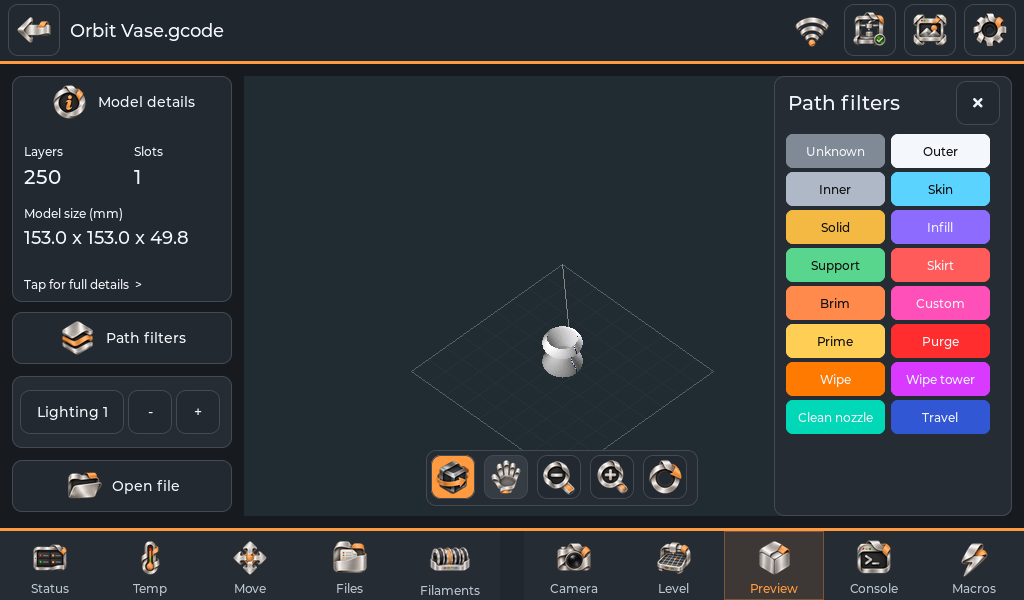 Orbit Vase.gcode
Model details
Layers Slots
250 1
Model size (mm)
153.0 x 153.0 x 49.8
Tap for full details >
Path filters
Lighting 1 - +
Open file
Path filters ×
Unknown Outer
Inner Skin
Solid Infill
Support Skirt
Brim Custom
Prime Purge
Wipe Wipe tower
Clean nozzle Travel
Status Temp Move Files Filaments Camera Level Preview Console Macros